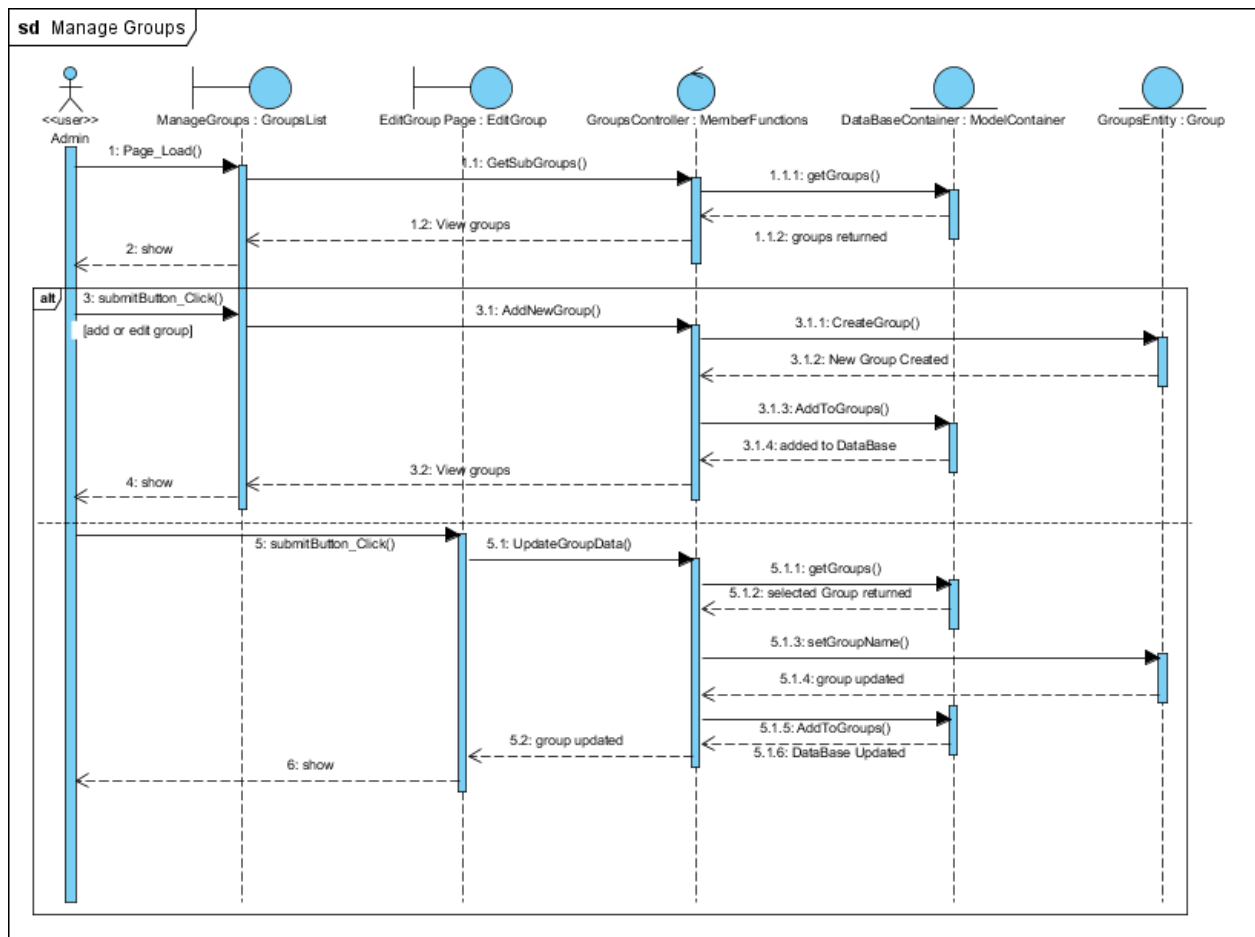 sd Manage Groups
<<user>>
Admin
ManageGroups : GroupsList
EditGroup Page : EditGroup
GroupsController : MemberFunctions
DataBaseContainer : ModelContainer
GroupsEntity : Group
1: Page_Load()
1.1: GetSubGroups()
1.1.1: getGroups()
1.1.2: groups returned
1.2: View groups
2: show
alt
3: submitButton_Click()
[add or edit group]
3.1: AddNewGroup()
3.1.1: CreateGroup()
3.1.2: New Group Created
3.1.3: AddToGroups()
3.1.4: added to DataBase
3.2: View groups
4: show
5: submitButton_Click()
5.1: UpdateGroupData()
5.1.1: getGroups()
5.1.2: selected Group returned
5.1.3: setGroupName()
5.1.4: group updated
5.1.5: AddToGroups()
5.1.6: DataBase Updated
5.2: group updated
6: show